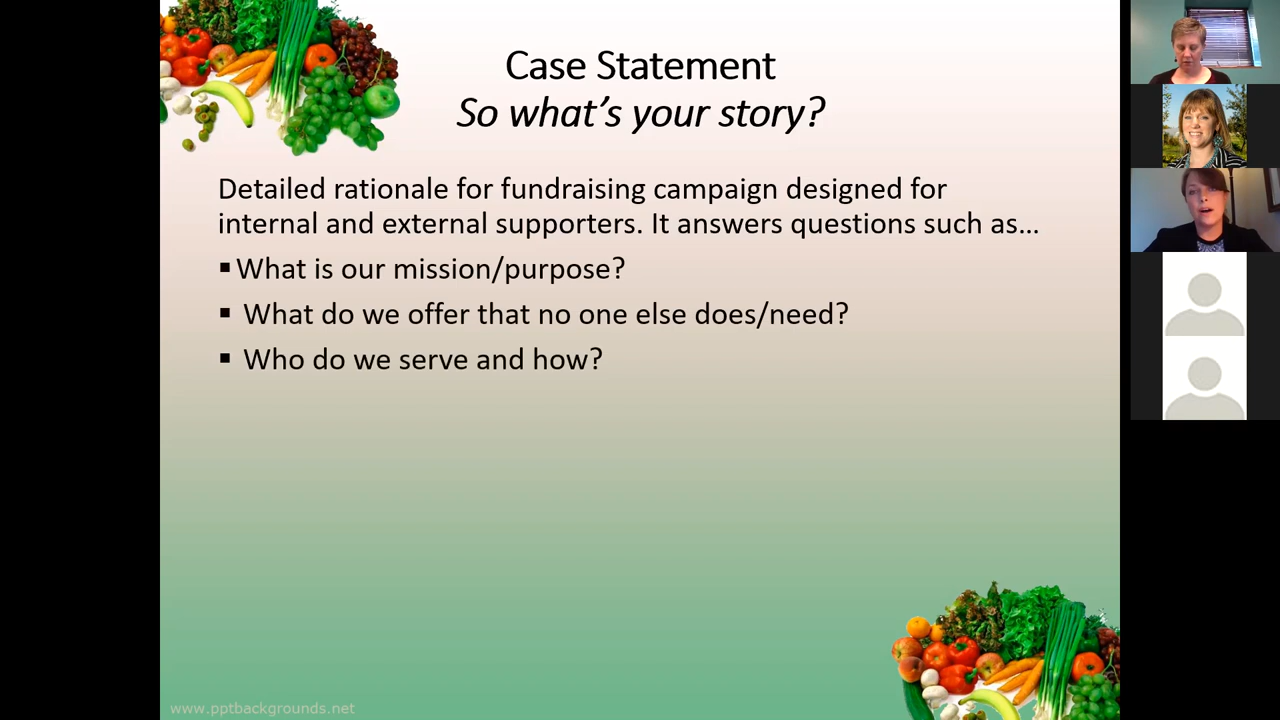 Case Statement
So what's your story?
Detailed rationale for fundraising campaign designed for
internal and external supporters. It answers questions such as…
▪What is our mission/purpose?
▪ What do we offer that no one else does/need?
▪ Who do we serve and how?
www.pptbackgrounds.net